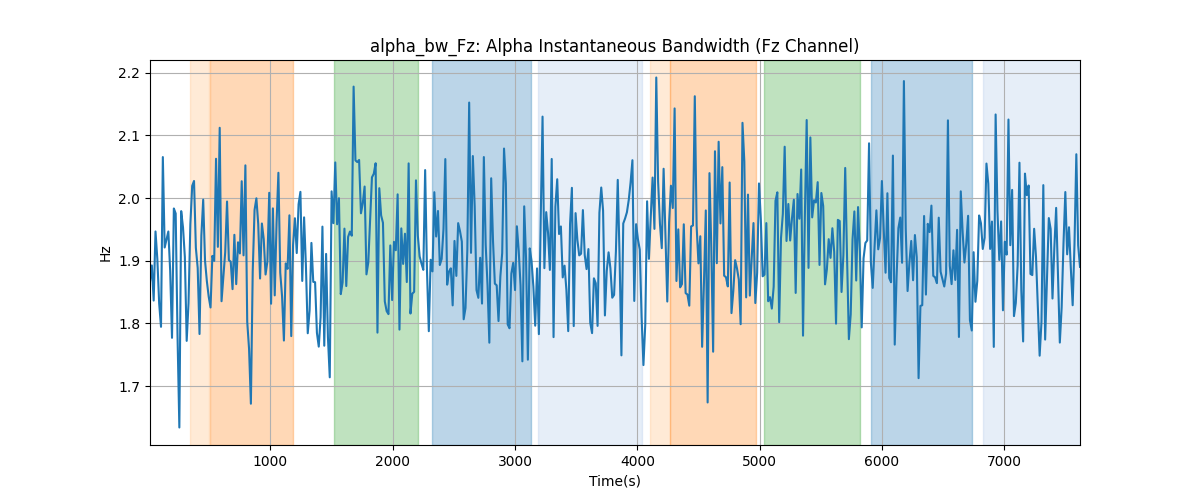 alpha_bw_Fz: Alpha Instantaneous Bandwidth (Fz Channel)
2.2
2.1
2.0
1.9
1.8
1.7
Hz
1000 2000 3000 4000 5000 6000 7000
Time(s)